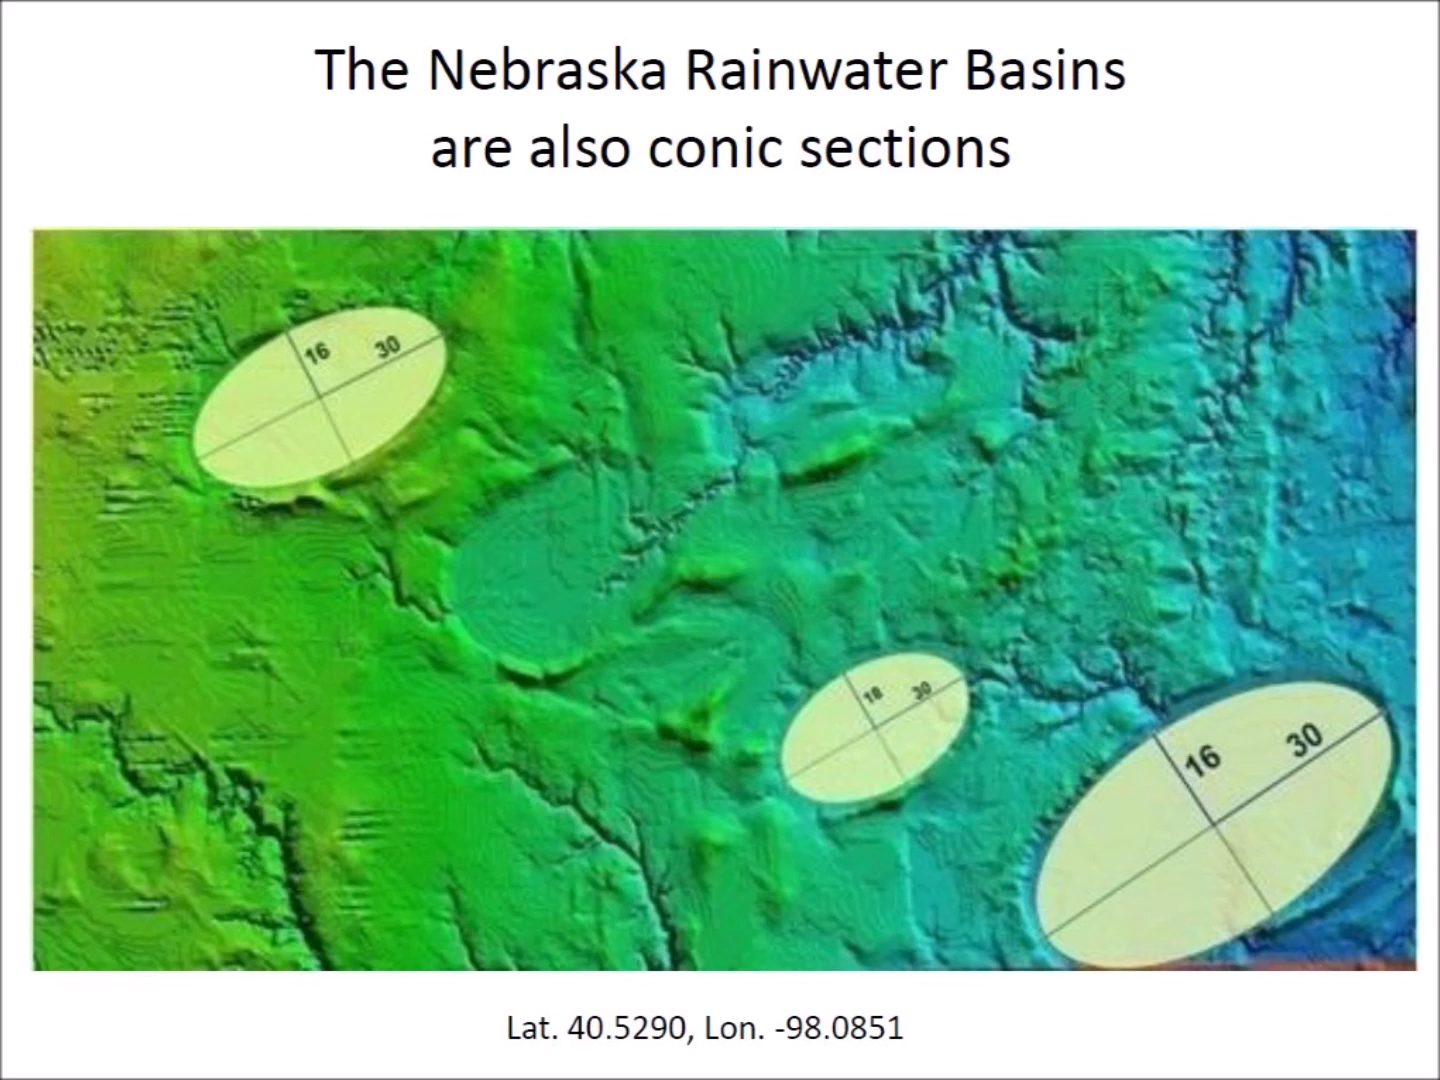 The Nebraska Rainwater Basins
are also conic sections
16 30
18 30
16 30
Lat. 40.5290, Lon. -98.0851